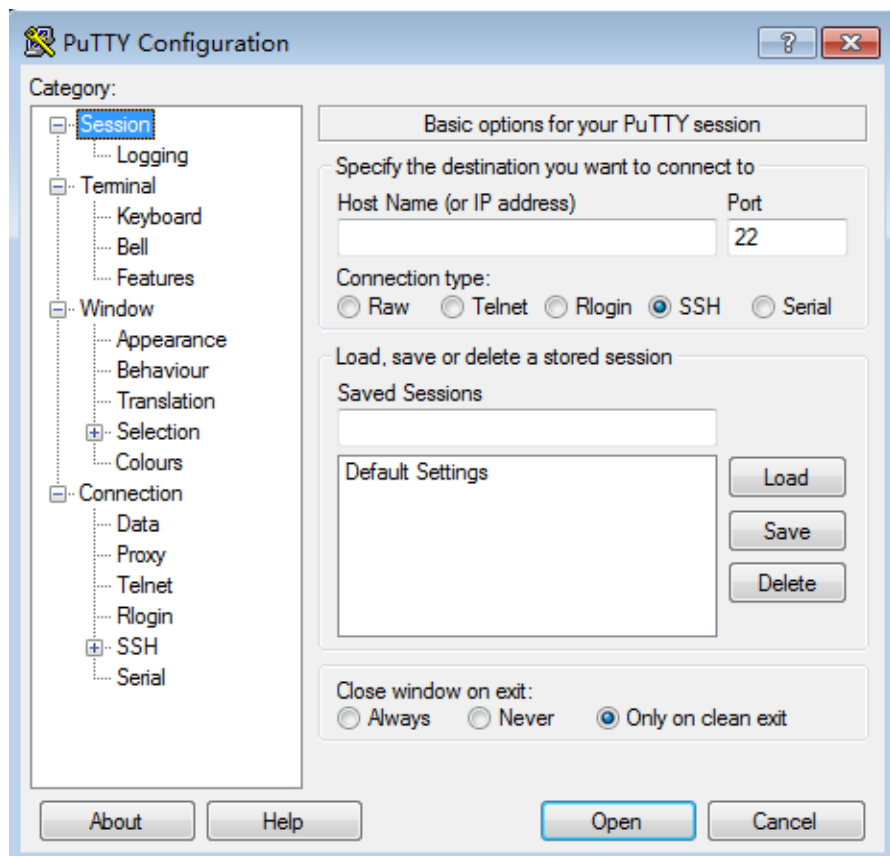 PuTTY Configuration
Category:
Session
Logging
Terminal
Keyboard
Bell
Features
Window
Appearance
Behaviour
Translation
Selection
Colours
Connection
Data
Proxy
Telnet
Rlogin
SSH
Serial
Basic options for your PuTTY session
Specify the destination you want to connect to
Host Name (or IP address) Port
22
Connection type:
Raw Telnet Rlogin SSH Serial
Load, save or delete a stored session
Saved Sessions
Default Settings
Load
Save
Delete
Close window on exit:
Always Never Only on clean exit
About Help Open Cancel